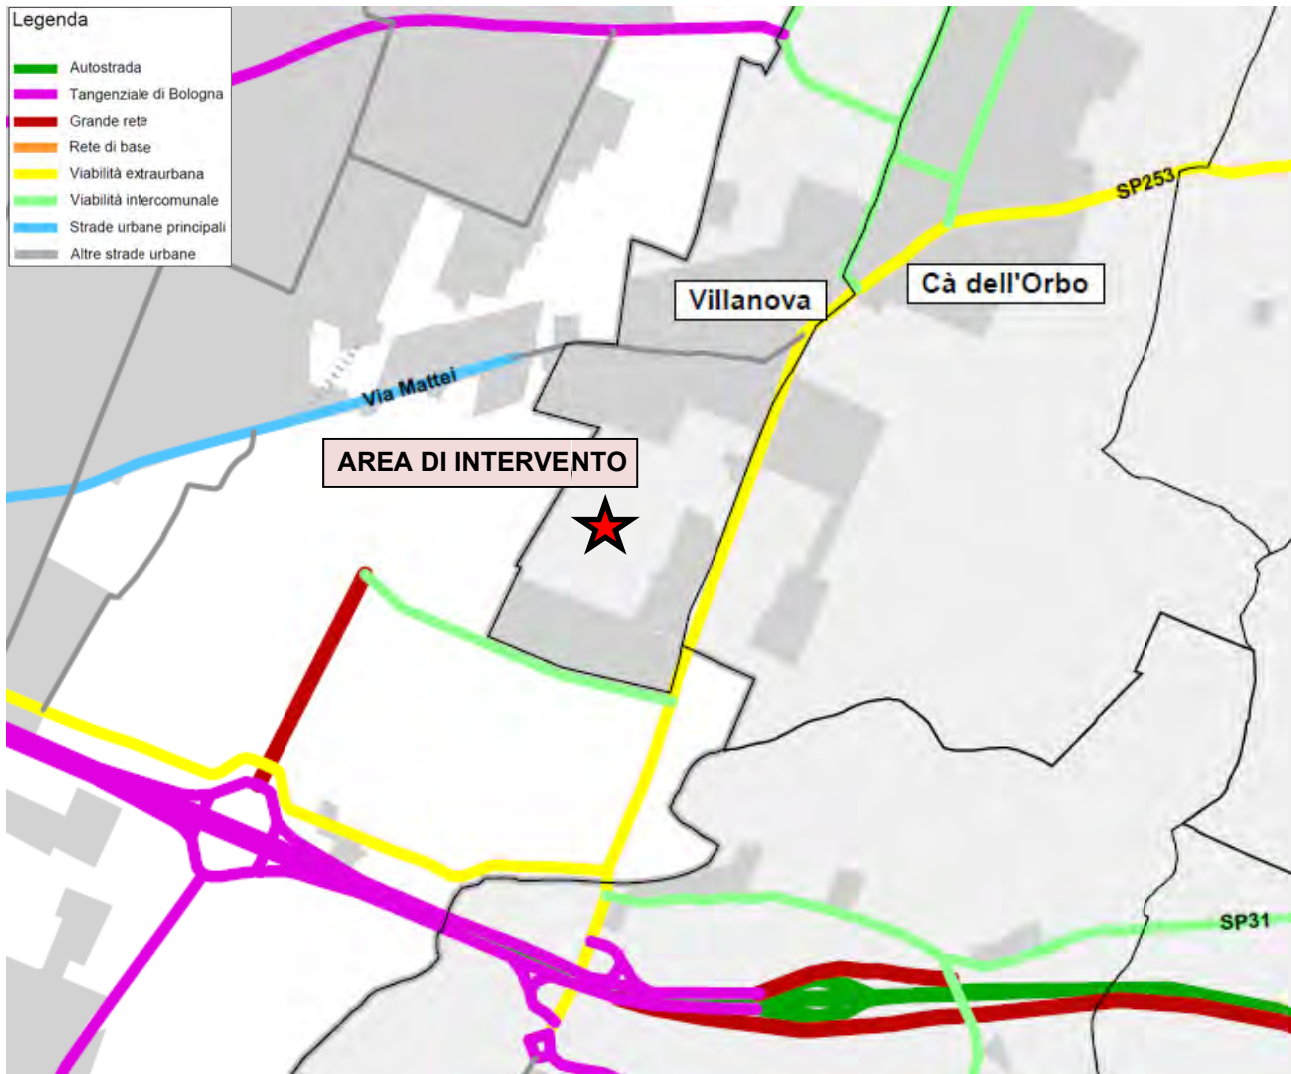 Legenda
Autostrada
Tangenziale di Bologna
Grande rete
Rete di base
Viabilità extraurbana
Viabilità intercomunale
Strade urbane principali
Altre strade urbane
SP253
Cà dell'Orbo
Villanova
Via Mattei
AREA DI INTERVENTO
SP31